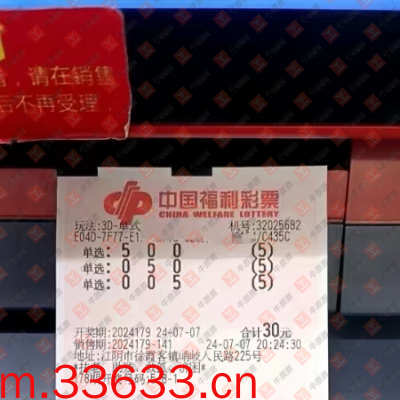 请在销售
后不再受理
中国福利彩票
CHINA WELFARE LOTTERY
玩法:3D-单式
机号:32025682
E04D-7F77-E1
/C435C
单选: 5 0 0 (5)
单选: 0 5 0 (5)
单选: 0 0 5 (5)
开奖期:2024179 24-07-07 合计30元
销售期:2024179-141 24-07-07 20:24:30
地址:江阴市徐霞客镇峭岐人民路225号
m.33633.cn